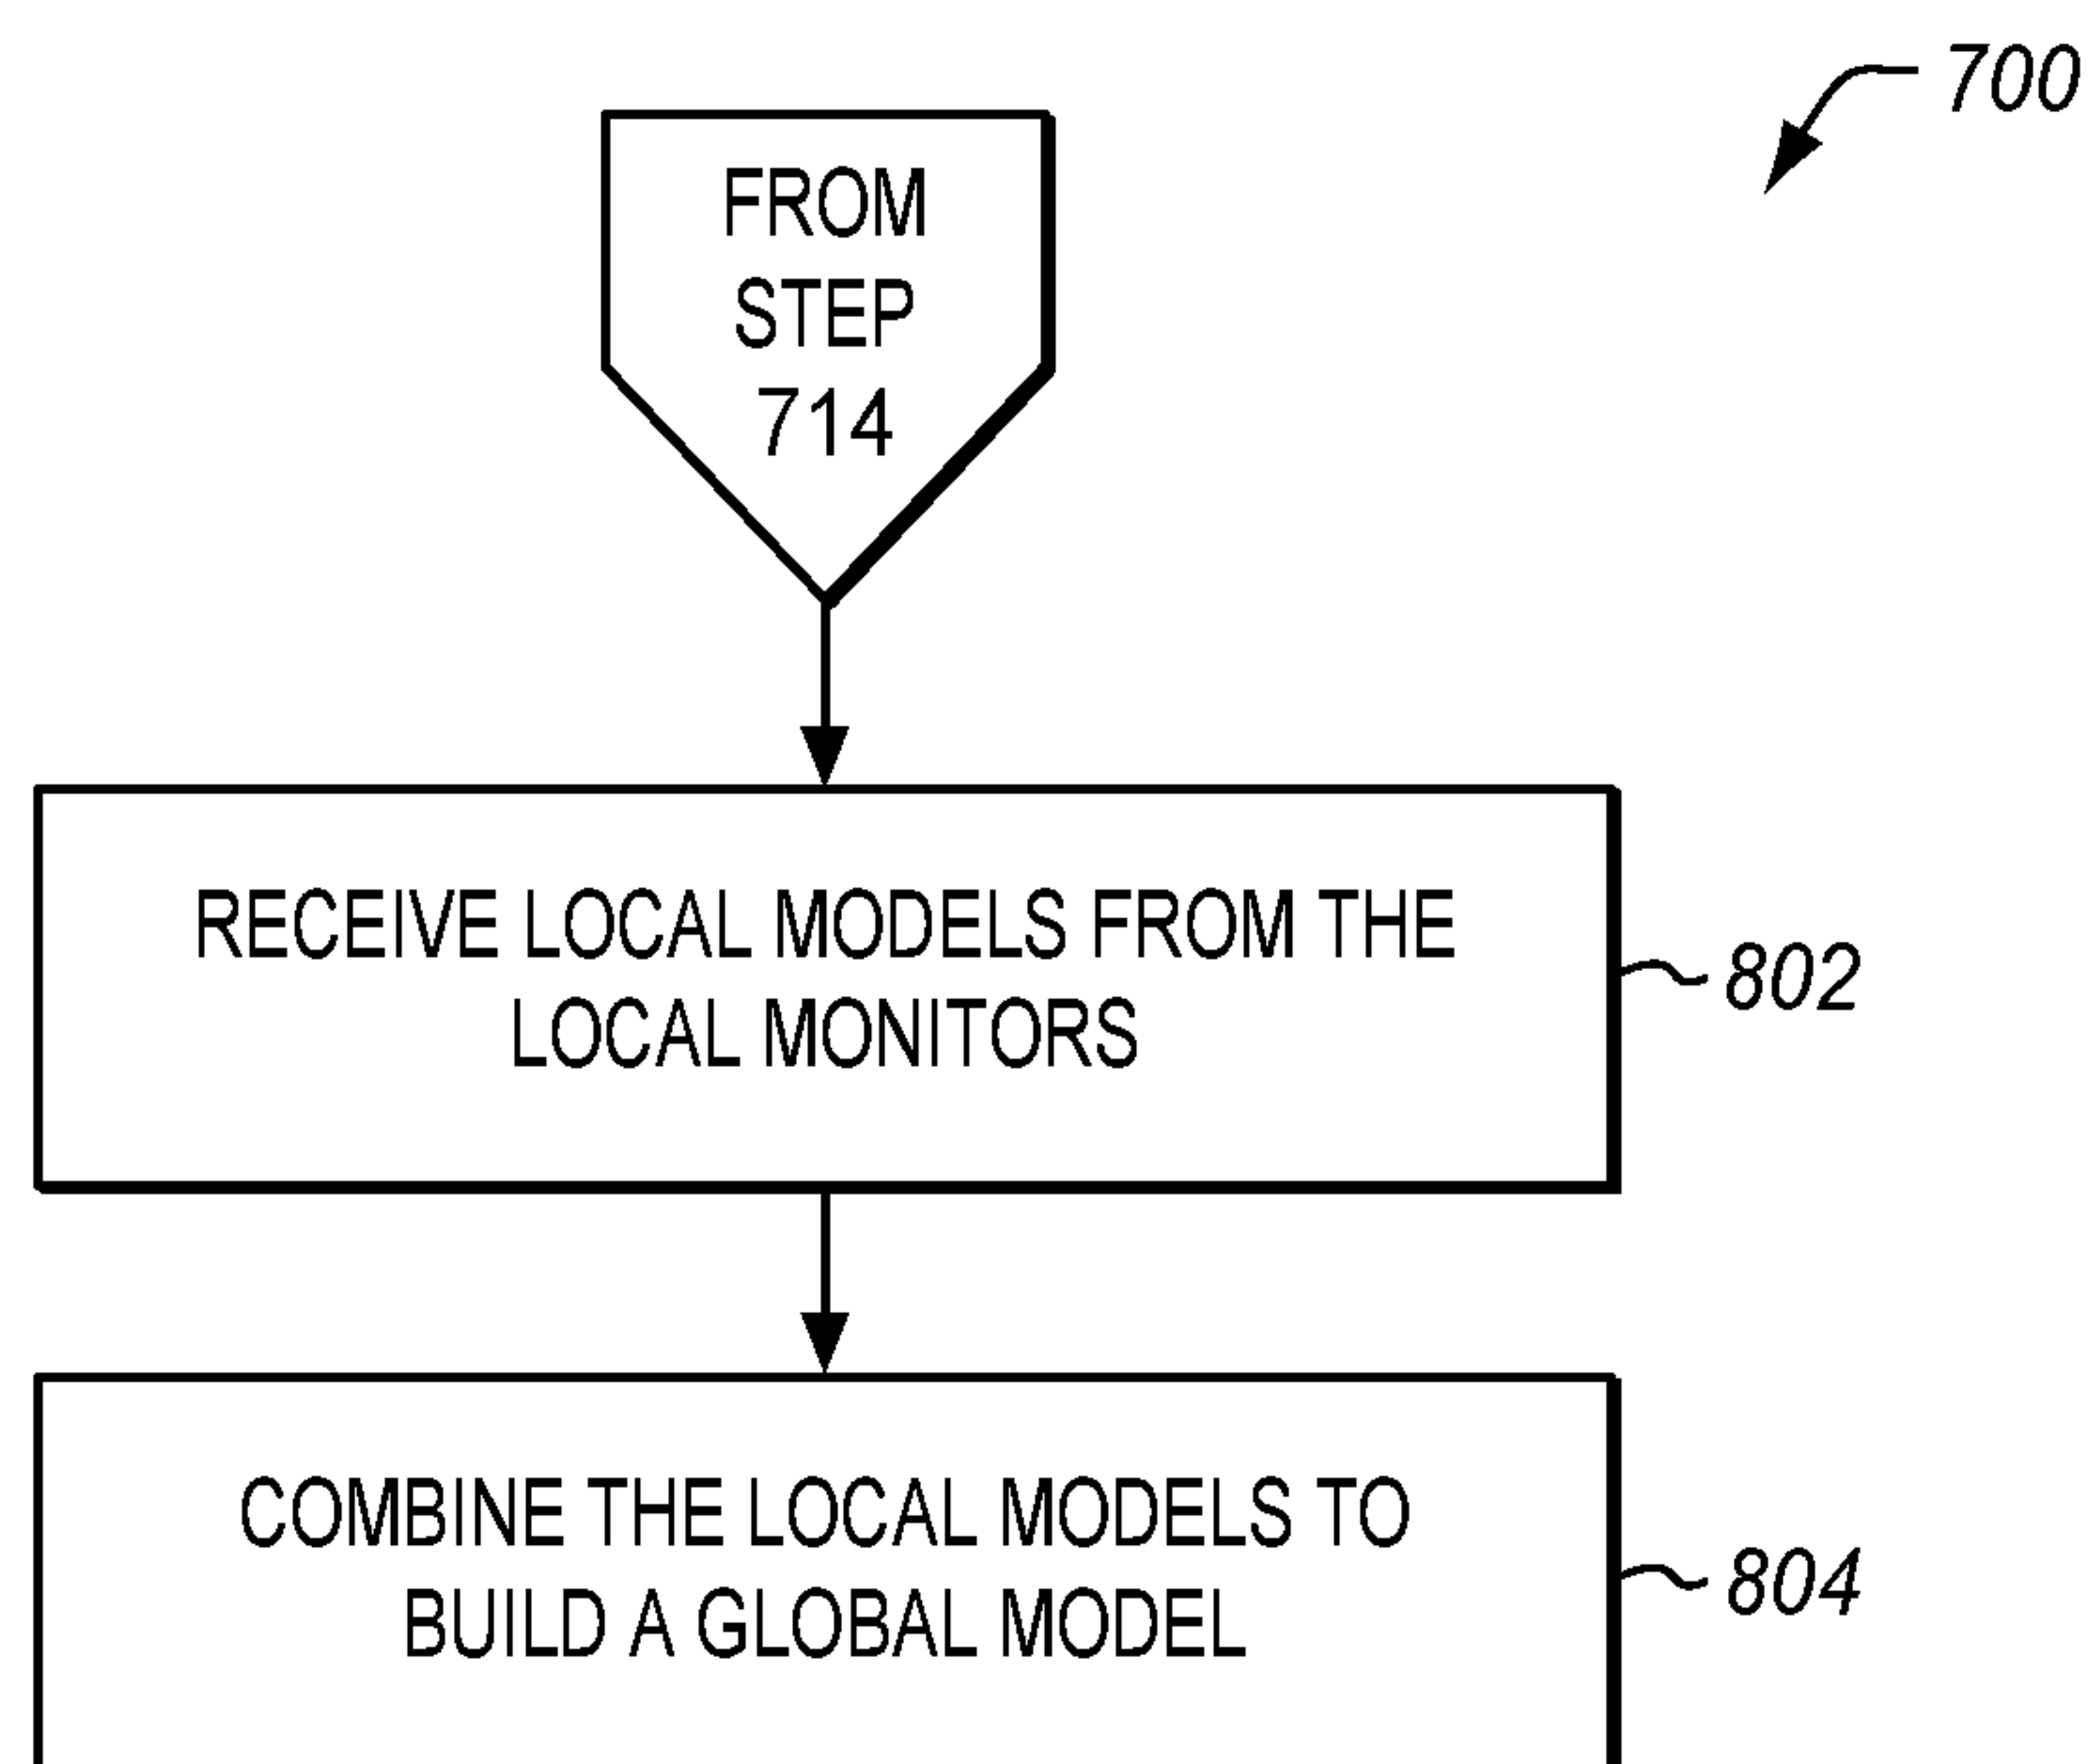 700
FROM
STEP
714
RECEIVE LOCAL MODELS FROM THE
LOCAL MONITORS
802
COMBINE THE LOCAL MODELS TO
BUILD A GLOBAL MODEL
804